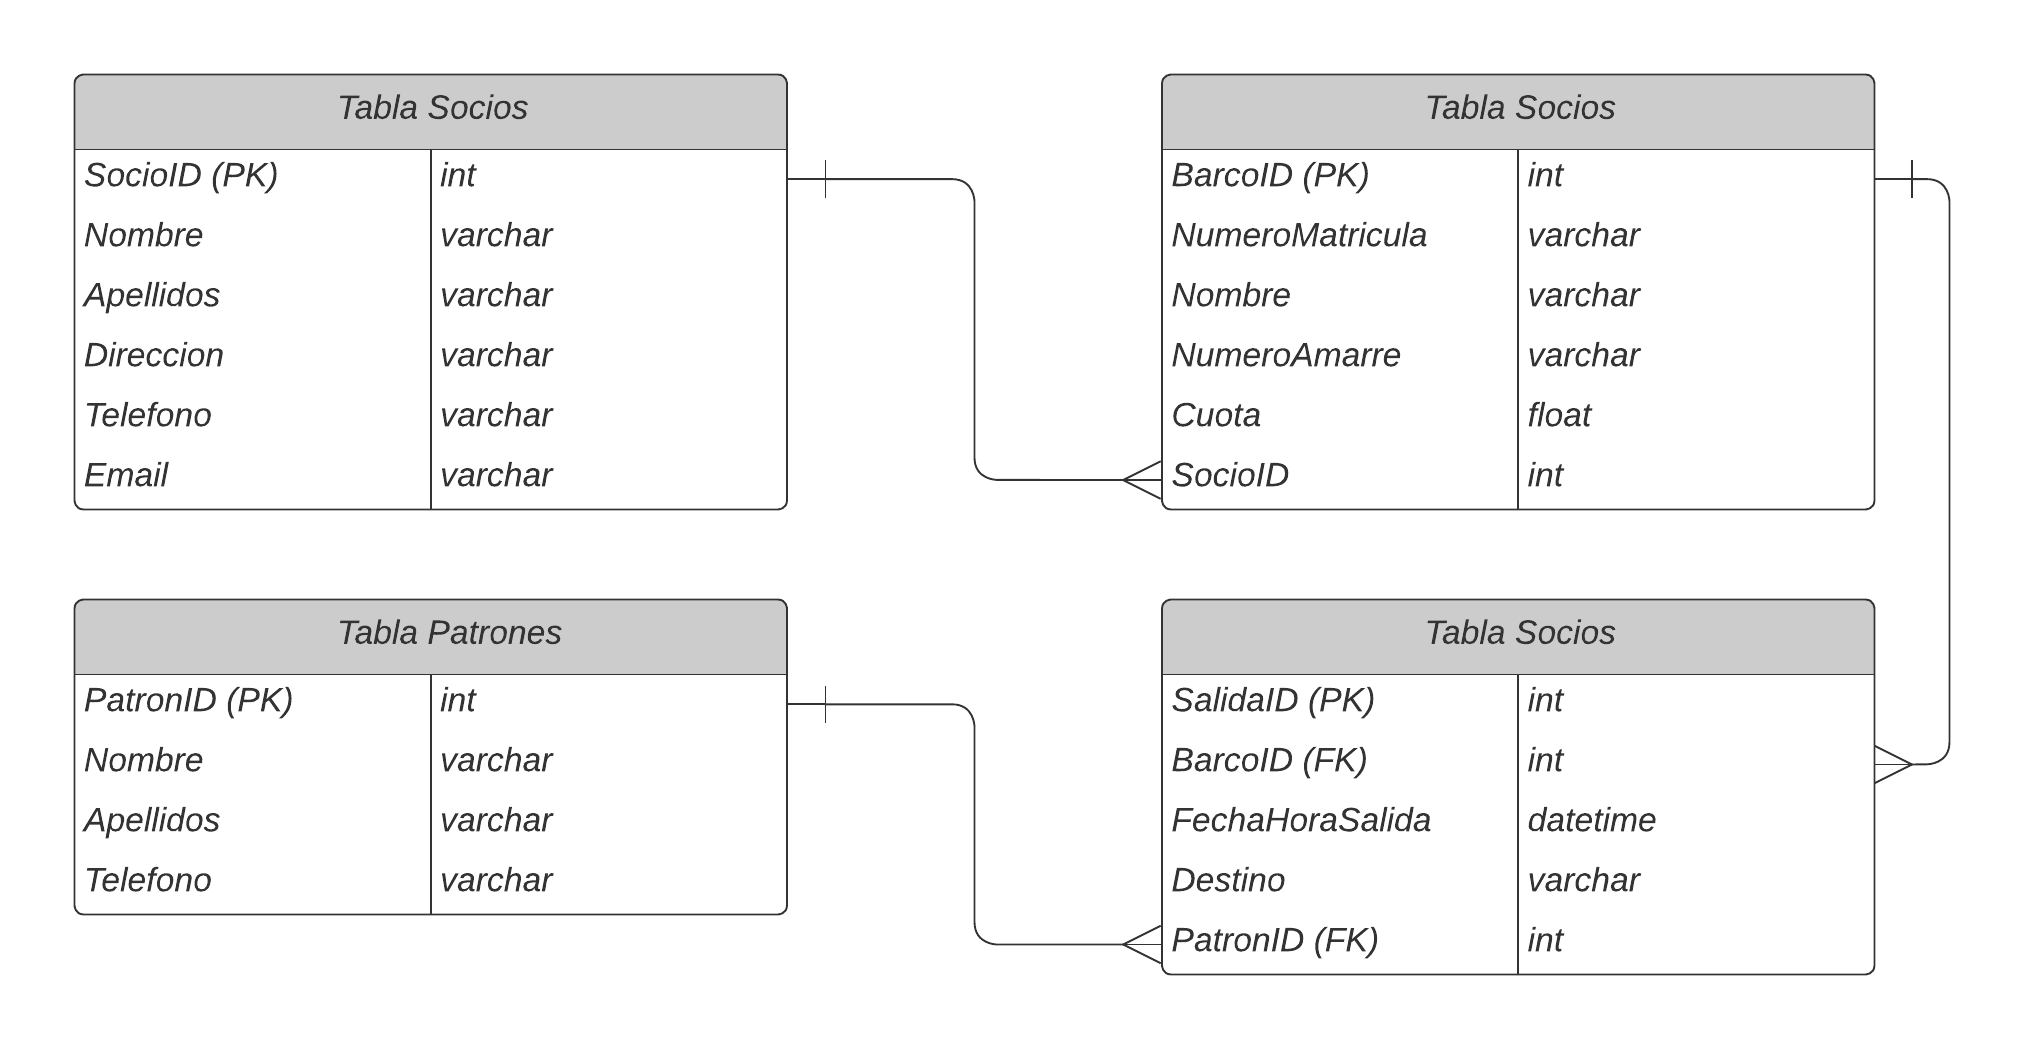 Tabla Socios
SocioID (PK) int
Nombre varchar
Apellidos varchar
Direccion varchar
Telefono varchar
Email varchar
Tabla Socios
BarcoID (PK) int
NumeroMatricula varchar
Nombre varchar
NumeroAmarre varchar
Cuota float
SocioID int
Tabla Patrones
PatronID (PK) int
Nombre varchar
Apellidos varchar
Telefono varchar
Tabla Socios
SalidaID (PK) int
BarcoID (FK) int
FechaHoraSalida datetime
Destino varchar
PatronID (FK) int